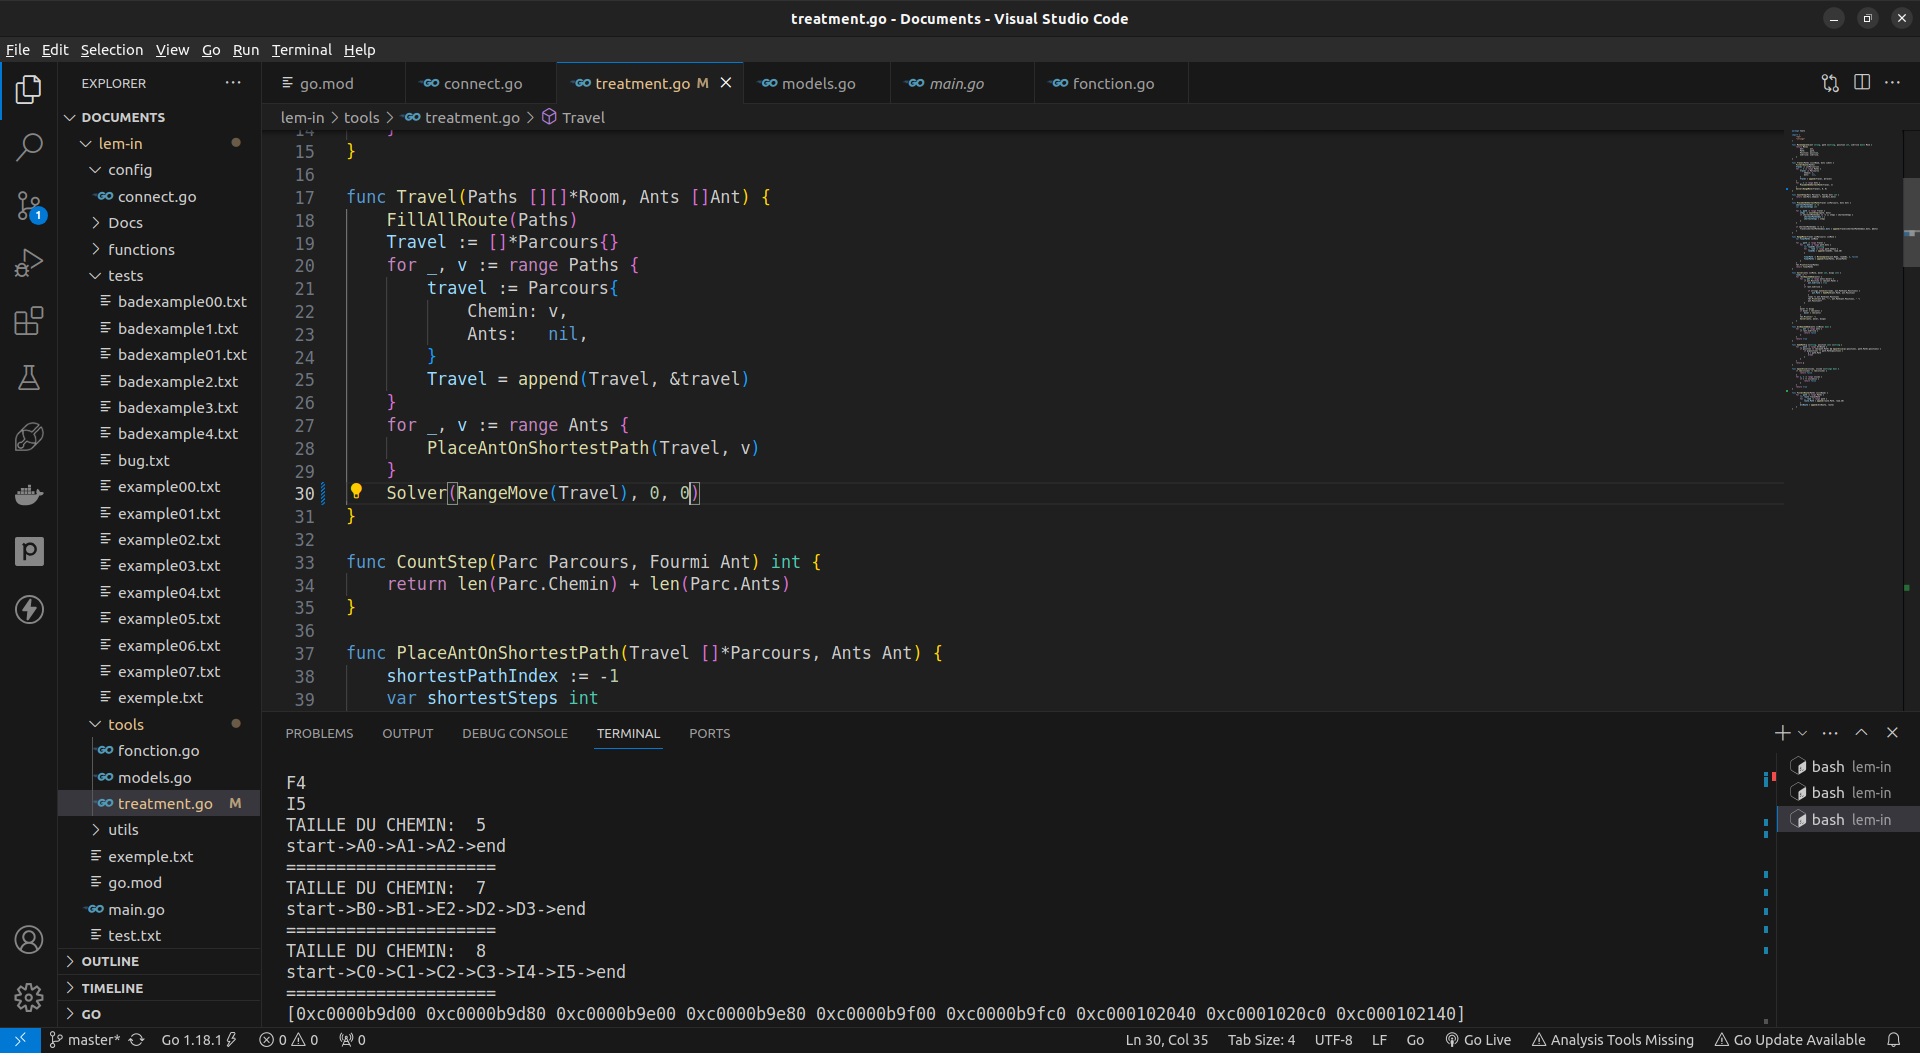 treatment.go - Documents - Visual Studio Code
File Edit Selection View Go Run Terminal Help
EXPLORER
DOCUMENTS
lem-in
config
connect.go
Docs
functions
tests
badexample00.txt
badexample1.txt
badexample01.txt
badexample2.txt
badexample3.txt
badexample4.txt
bug.txt
example00.txt
example01.txt
example02.txt
example03.txt
example04.txt
example05.txt
example06.txt
example07.txt
exemple.txt
tools
fonction.go
models.go
treatment.go M
utils
exemple.txt
go.mod
main.go
test.txt
OUTLINE
TIMELINE
GO
1
go.mod connect.go treatment.go M models.go main.go fonction.go
lem-in > tools > treatment.go > Travel
14 }
15 }
16
17 func Travel(Paths [][]*Room, Ants []Ant) {
18 FillAllRoute(Paths)
19 Travel := []*Parcours{}
20 for _, v := range Paths {
21 travel := Parcours{
22 Chemin: v,
23 Ants: nil,
24 }
25 Travel = append(Travel, &travel)
26 }
27 for _, v := range Ants {
28 PlaceAntOnShortestPath(Travel, v)
29 }
30 Solver(RangeMove(Travel), 0, 0)
31 }
32
33 func CountStep(Parc Parcours, Fourmi Ant) int {
34 return len(Parc.Chemin) + len(Parc.Ants)
35 }
36
37 func PlaceAntOnShortestPath(Travel []*Parcours, Ants Ant) {
38 shortestPathIndex := -1
39 var shortestSteps int
PROBLEMS OUTPUT DEBUG CONSOLE TERMINAL PORTS
F4
I5
TAILLE DU CHEMIN:  5
start->A0->A1->A2->end
=====================
TAILLE DU CHEMIN:  7
start->B0->B1->E2->D2->D3->end
=====================
TAILLE DU CHEMIN:  8
start->C0->C1->C2->C3->I4->I5->end
=====================
[0xc0000b9d00 0xc0000b9d80 0xc0000b9e00 0xc0000b9e80 0xc0000b9f00 0xc0000b9fc0 0xc000102040 0xc0001020c0 0xc000102140]
bash lem-in
bash lem-in
bash lem-in
master* Go 1.18.1 0 0 0 Ln 30, Col 35 Tab Size: 4 UTF-8 LF Go Go Live Analysis Tools Missing Go Update Available